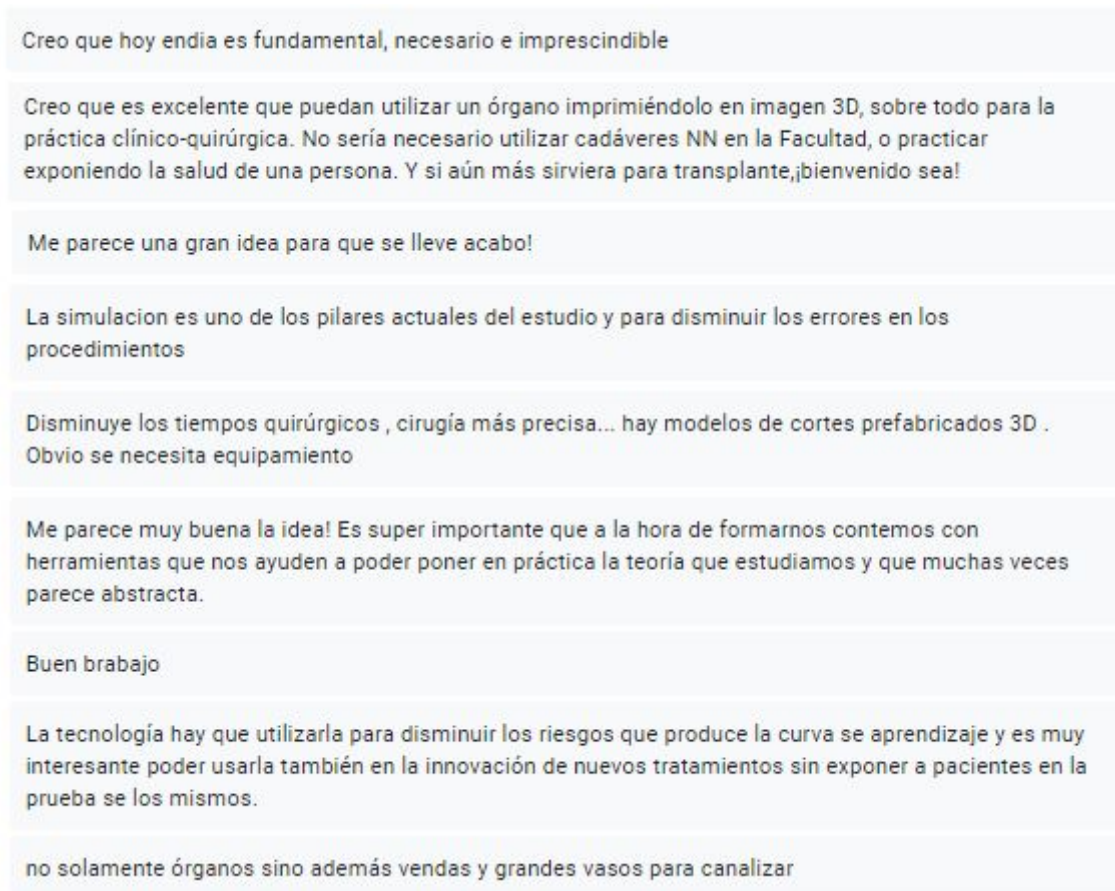 Creo que hoy endia es fundamental, necesario e imprescindible
Creo que es excelente que puedan utilizar un órgano imprimiéndolo en imagen 3D, sobre todo para la
práctica clínico-quirúrgica. No sería necesario utilizar cadáveres NN en la Facultad, o practicar
exponiendo la salud de una persona. Y si aún más sirviera para transplante,¡bienvenido sea!
Me parece una gran idea para que se lleve acabo!
La simulacion es uno de los pilares actuales del estudio y para disminuir los errores en los
procedimientos
Disminuye los tiempos quirúrgicos , cirugía más precisa... hay modelos de cortes prefabricados 3D .
Obvio se necesita equipamiento
Me parece muy buena la idea! Es super importante que a la hora de formarnos contemos con
herramientas que nos ayuden a poder poner en práctica la teoría que estudiamos y que muchas veces
parece abstracta.
Buen brabajo
La tecnología hay que utilizarla para disminuir los riesgos que produce la curva se aprendizaje y es muy
interesante poder usarla también en la innovación de nuevos tratamientos sin exponer a pacientes en la
prueba se los mismos.
no solamente órganos sino además vendas y grandes vasos para canalizar